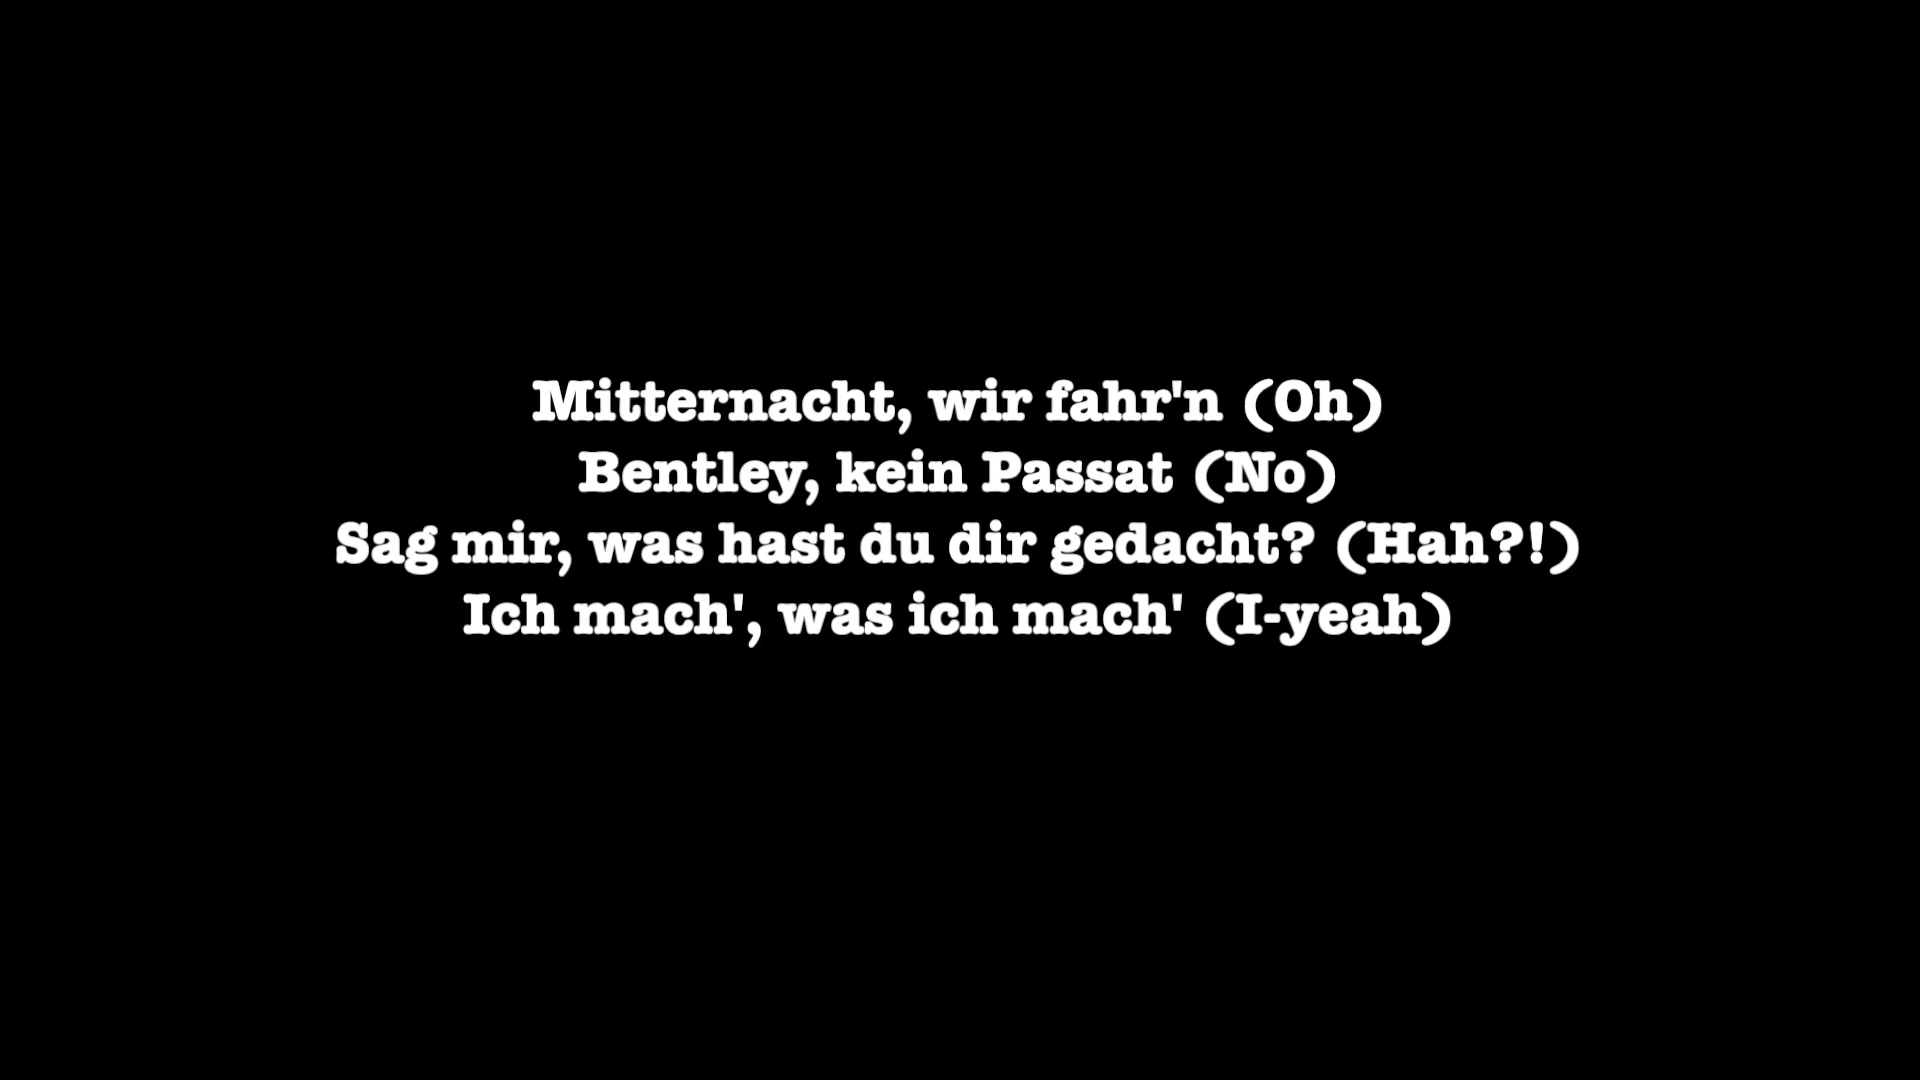 Mitternacht, wir fahr'n (Oh)
Bentley, kein Passat (No)
Sag mir, was hast du dir gedacht? (Hah?!)
Ich mach', was ich mach' (I-yeah)